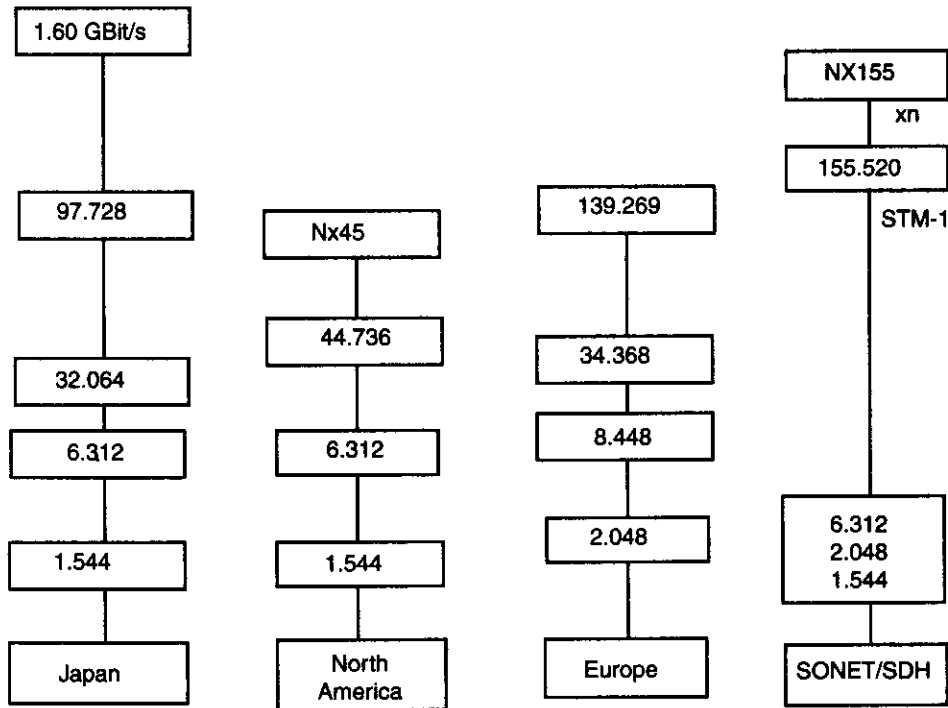 1.60 GBit/s
97.728
32.064
6.312
1.544
Japan
Nx45
44.736
6.312
1.544
North
America
139.269
34.368
8.448
2.048
Europe
NX155
xn
155.520
STM-1
6.312
2.048
1.544
SONET/SDH